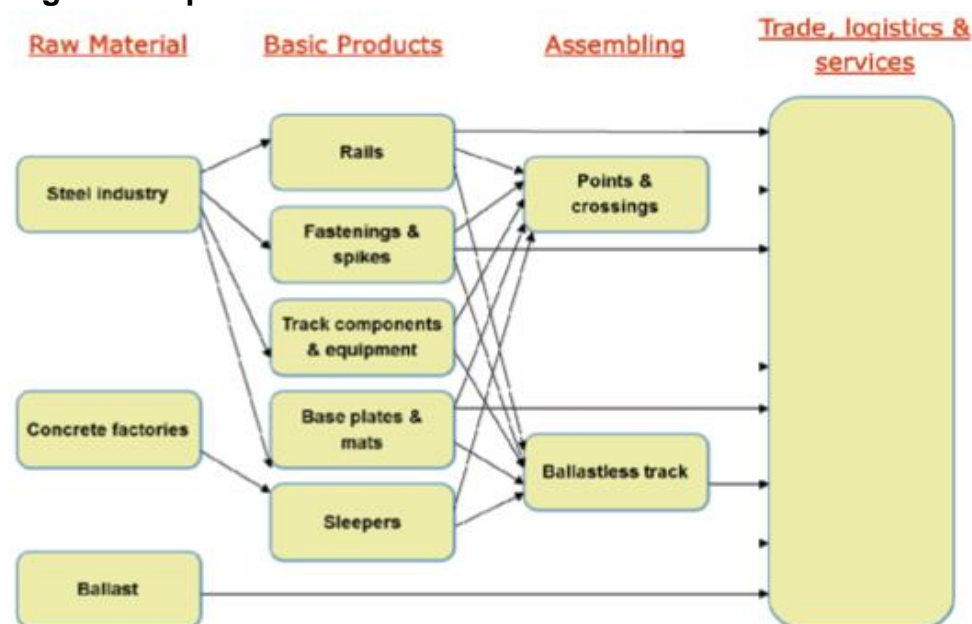 Raw Material
Basic Products
Assembling
Trade, logistics &
services
Rails
Steel industry
Points &
crossings
Fastenings &
spikes
Track components
& equipment
Base plates &
mats
Concrete factories
Ballastless track
Sleepers
Ballast